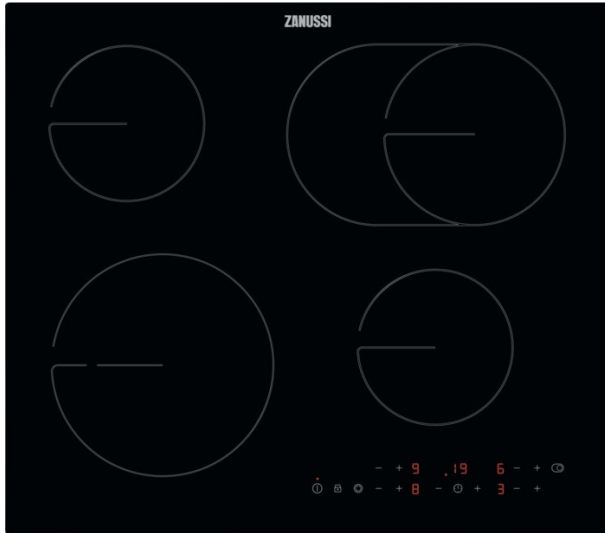 ZANUSSI
- + 9 .19 6 - +
- + 8 - + 3 - +